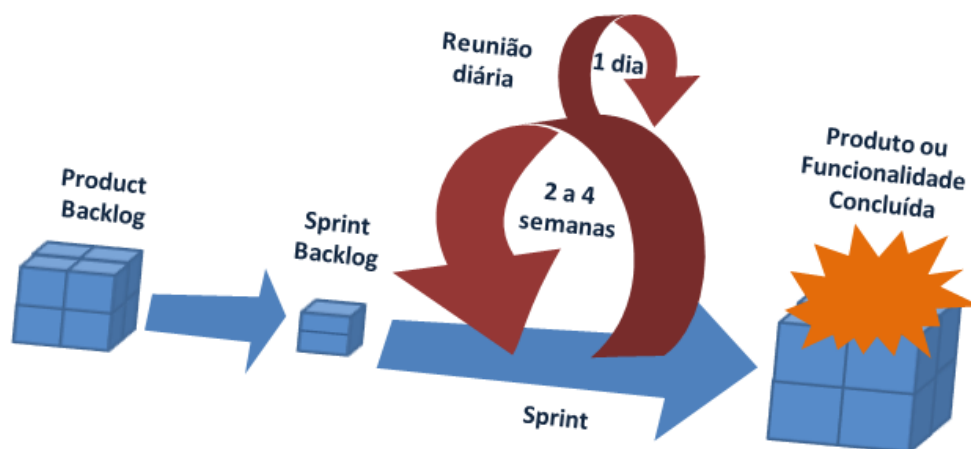 Product
Backlog
Sprint
Backlog
Reunião
diária
1 dia
2 a 4
semanas
Sprint
Produto ou
Funcionalidade
Concluída